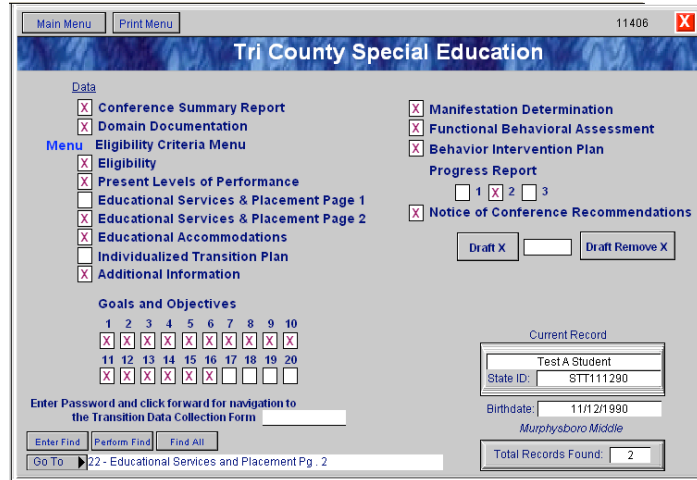 Main Menu Print Menu 11406 X
Tri County Special Education
Data
X Conference Summary Report
X Domain Documentation
Menu Eligibility Criteria Menu
X Eligibility
X Present Levels of Performance
Educational Services & Placement Page 1
X Educational Services & Placement Page 2
X Educational Accommodations
Individualized Transition Plan
X Additional Information
X Manifestation Determination
X Functional Behavioral Assessment
X Behavior Intervention Plan
Progress Report
1 X 2 3
X Notice of Conference Recommendations
Draft X Draft Remove X
Goals and Objectives
1 2 3 4 5 6 7 8 9 10
X X X X X X X X X X
11 12 13 14 15 16 17 18 19 20
X X X X X X
Enter Password and click forward for navigation to
the Transition Data Collection Form
Enter Find Perform Find Find All
Go To 22 - Educational Services and Placement Pg . 2
Current Record
Test A Student
State ID: STT111290
Birthdate: 11/12/1990
Murphysboro Middle
Total Records Found: 2